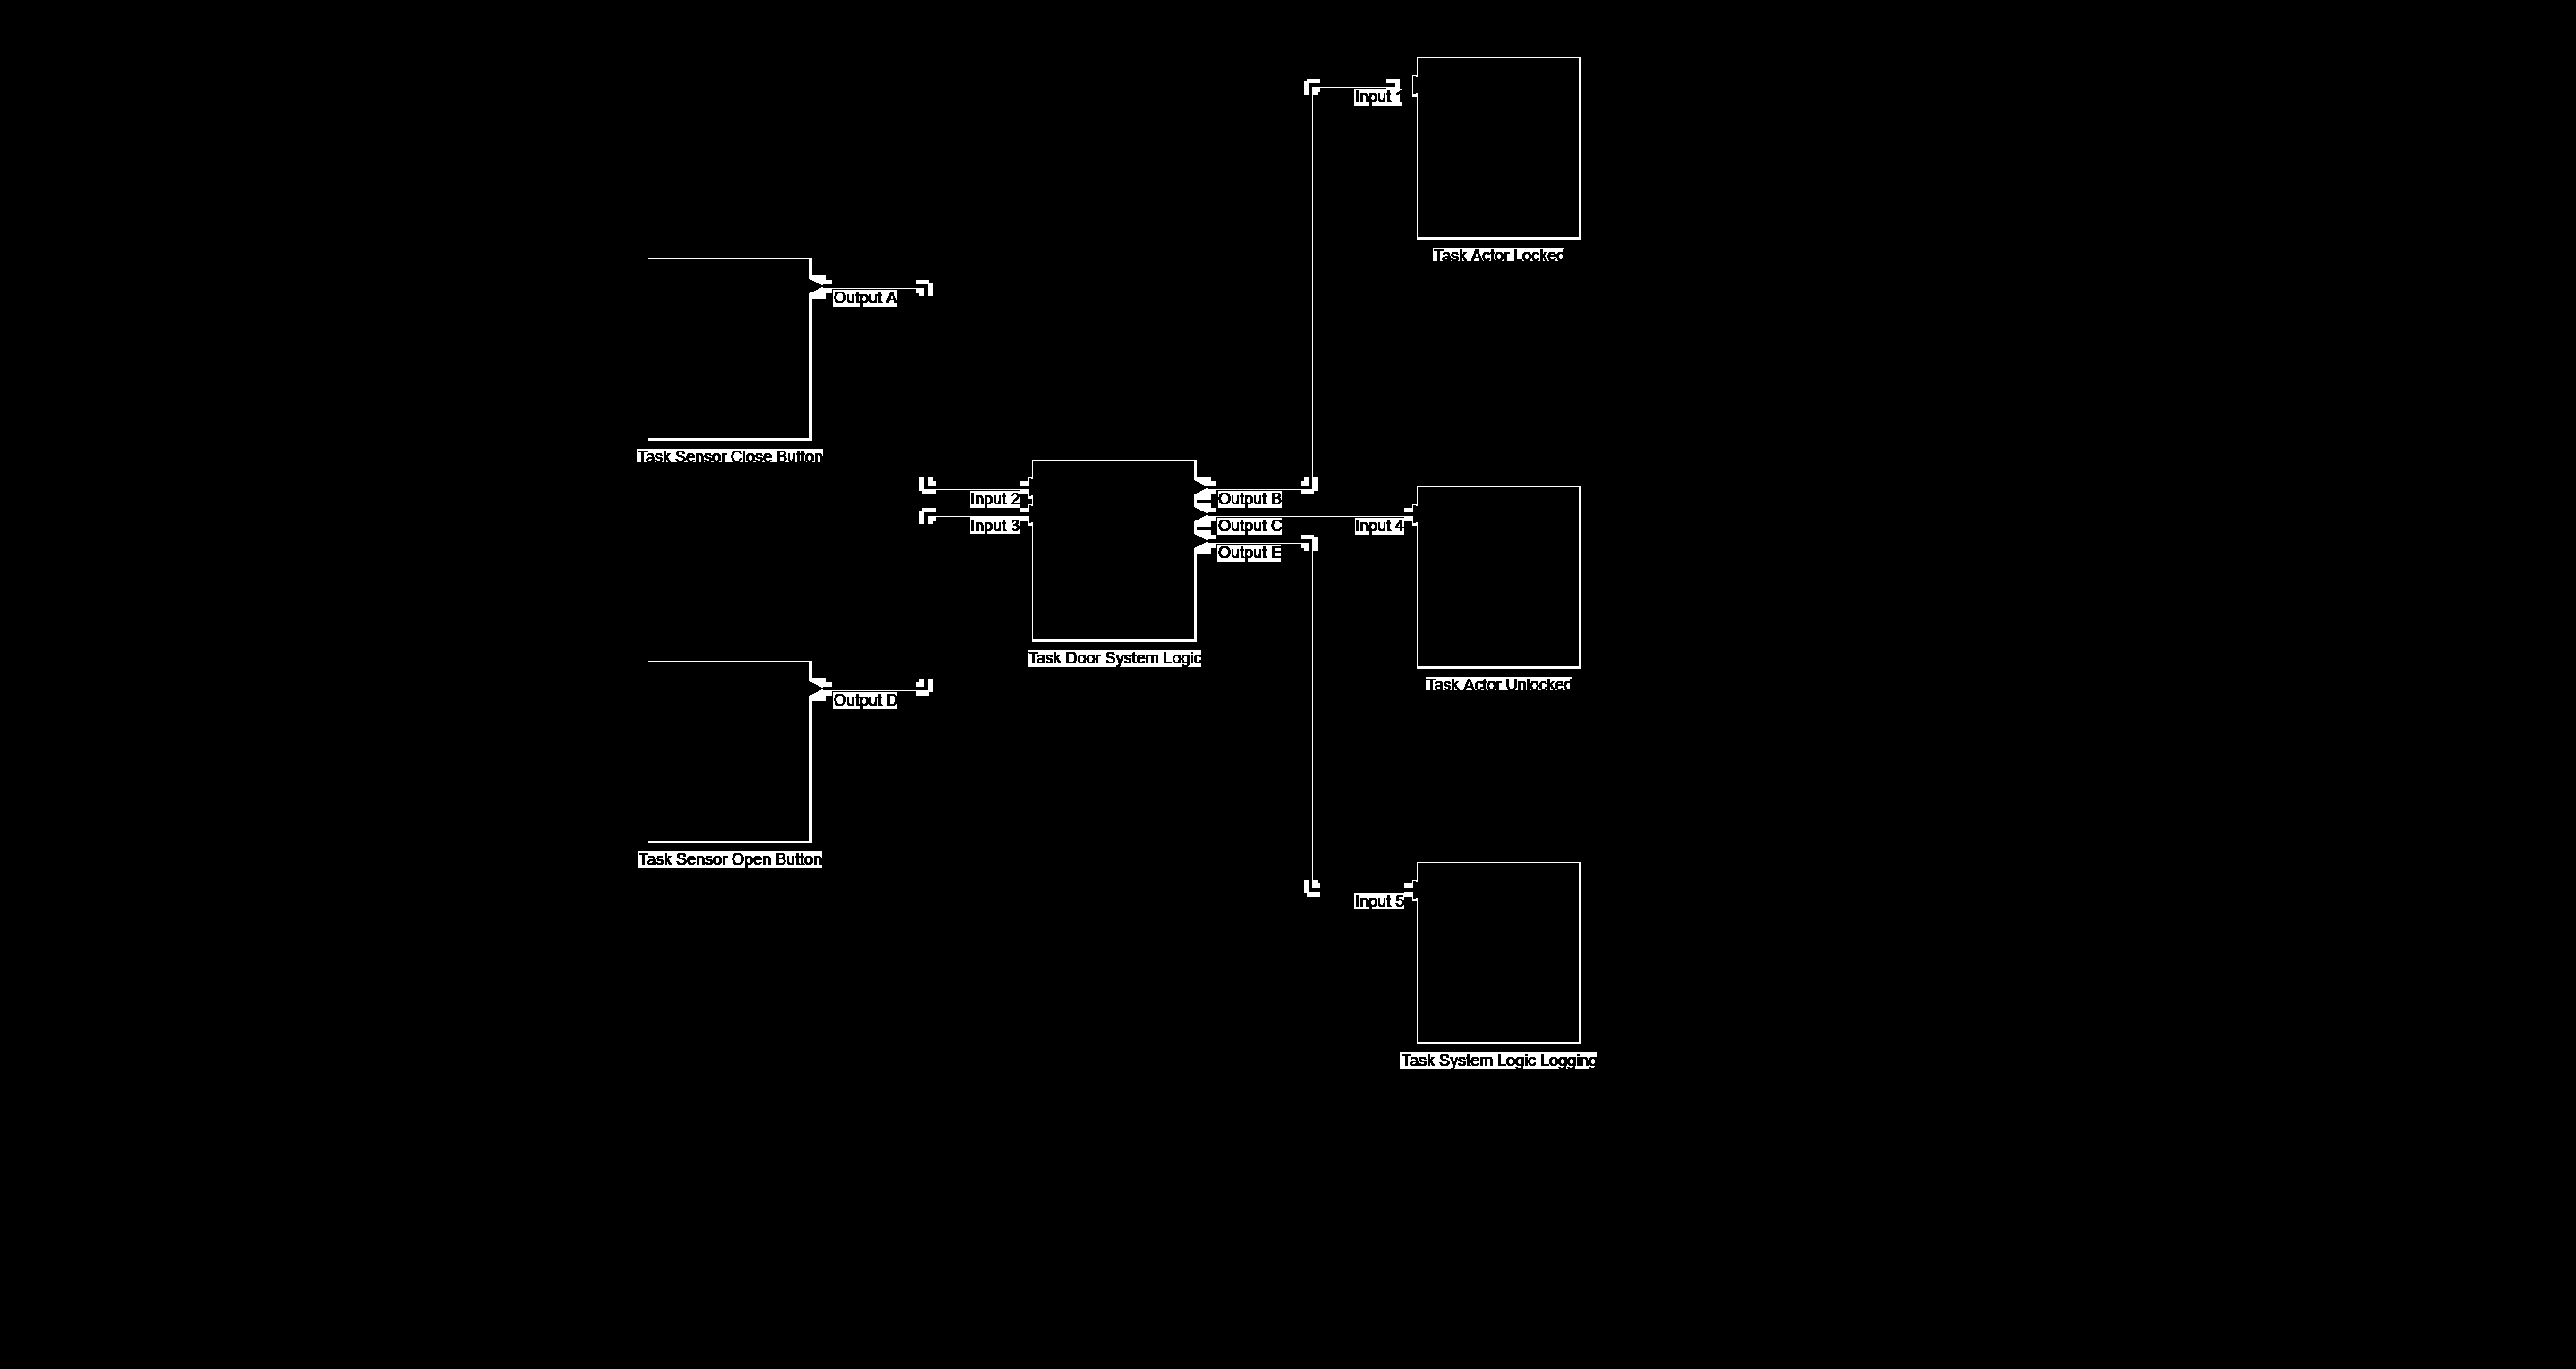 Input 1
Task Actor Locked
Output A
Task Sensor Close Button
Input 2
Output B
Input 3
Output C
Input 4
Output E
Task Door System Logic
Task Actor Unlocked
Output D
Task Sensor Open Button
Input 5
Task System Logic Logging